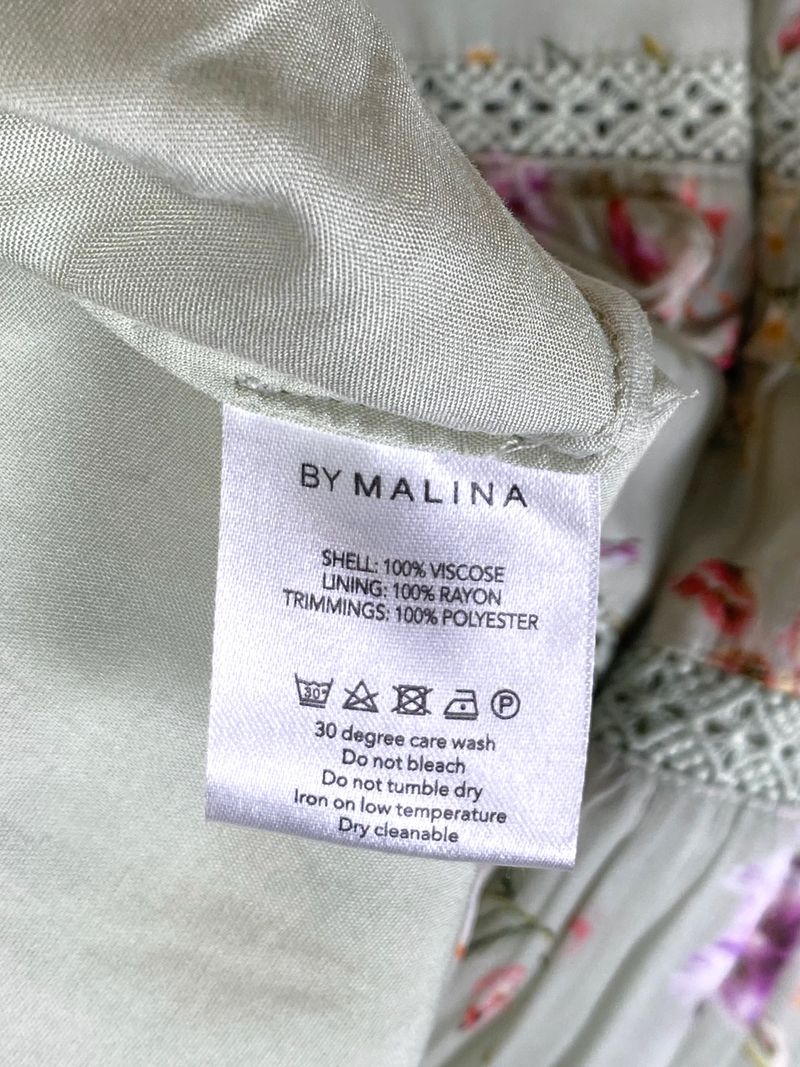 BY MALINA
SHELL: 100% VISCOSE
LINING: 100% RAYON
TRIMMINGS: 100% POLYESTER
30° P
30 degree care wash
Do not bleach
Do not tumble dry
Iron on low temperature
Dry cleanable